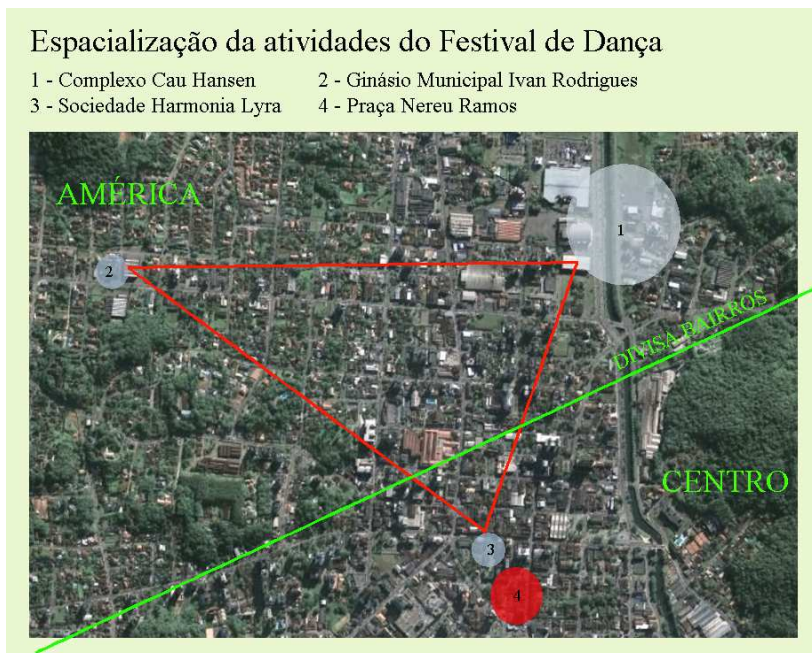 Espacialização da atividades do Festival de Dança
1 - Complexo Cau Hansen 2 - Ginásio Municipal Ivan Rodrigues
3 - Sociedade Harmonia Lyra 4 - Praça Nereu Ramos
AMÉRICA
1
2
DIVISA BAIRROS
CENTRO
3
4